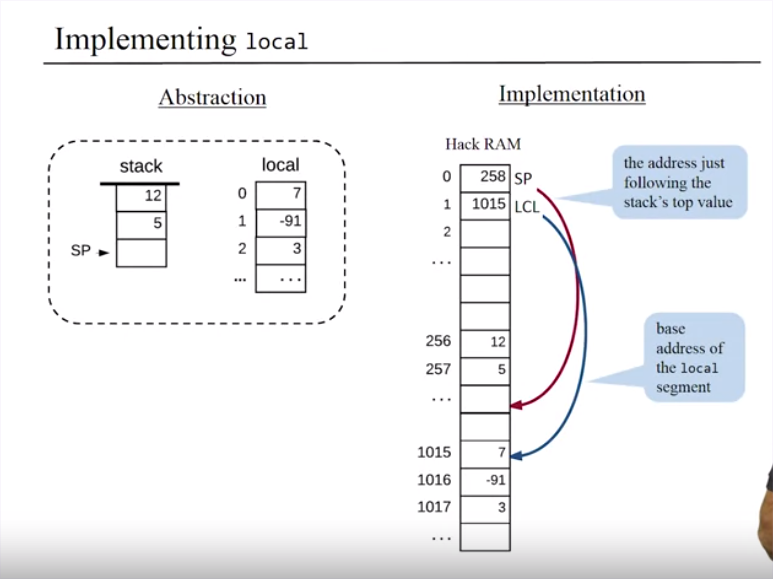 Implementing local
Abstraction
Implementation
stack
12
5
SP
local
0 7
1 -91
2 3
... ...
Hack RAM
0 258 SP
1 1015 LCL
2
...
256 12
257 5
...
1015 7
1016 -91
1017 3
...
the address just
following the
stack's top value
base
address of
the local
segment